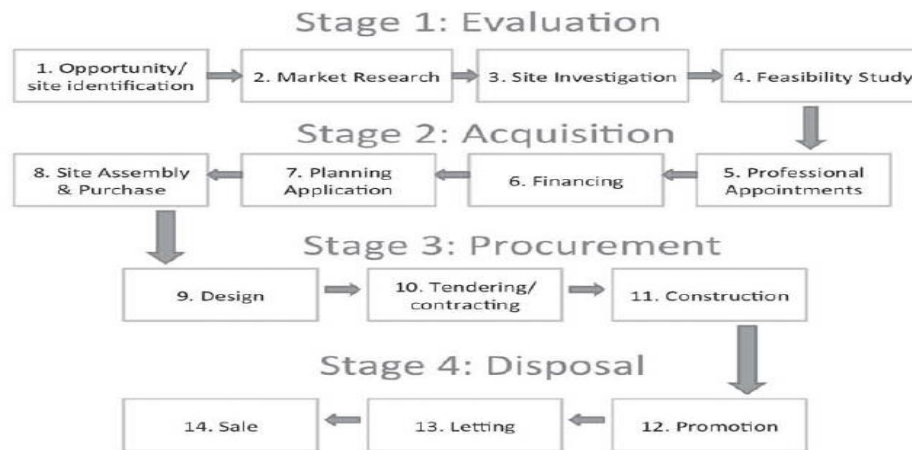 Stage 1: Evaluation
1. Opportunity/
site identification
2. Market Research
3. Site Investigation
4. Feasibility Study
Stage 2: Acquisition
8. Site Assembly
& Purchase
7. Planning
Application
6. Financing
5. Professional
Appointments
Stage 3: Procurement
9. Design
10. Tendering/
contracting
11. Construction
Stage 4: Disposal
14. Sale
13. Letting
12. Promotion